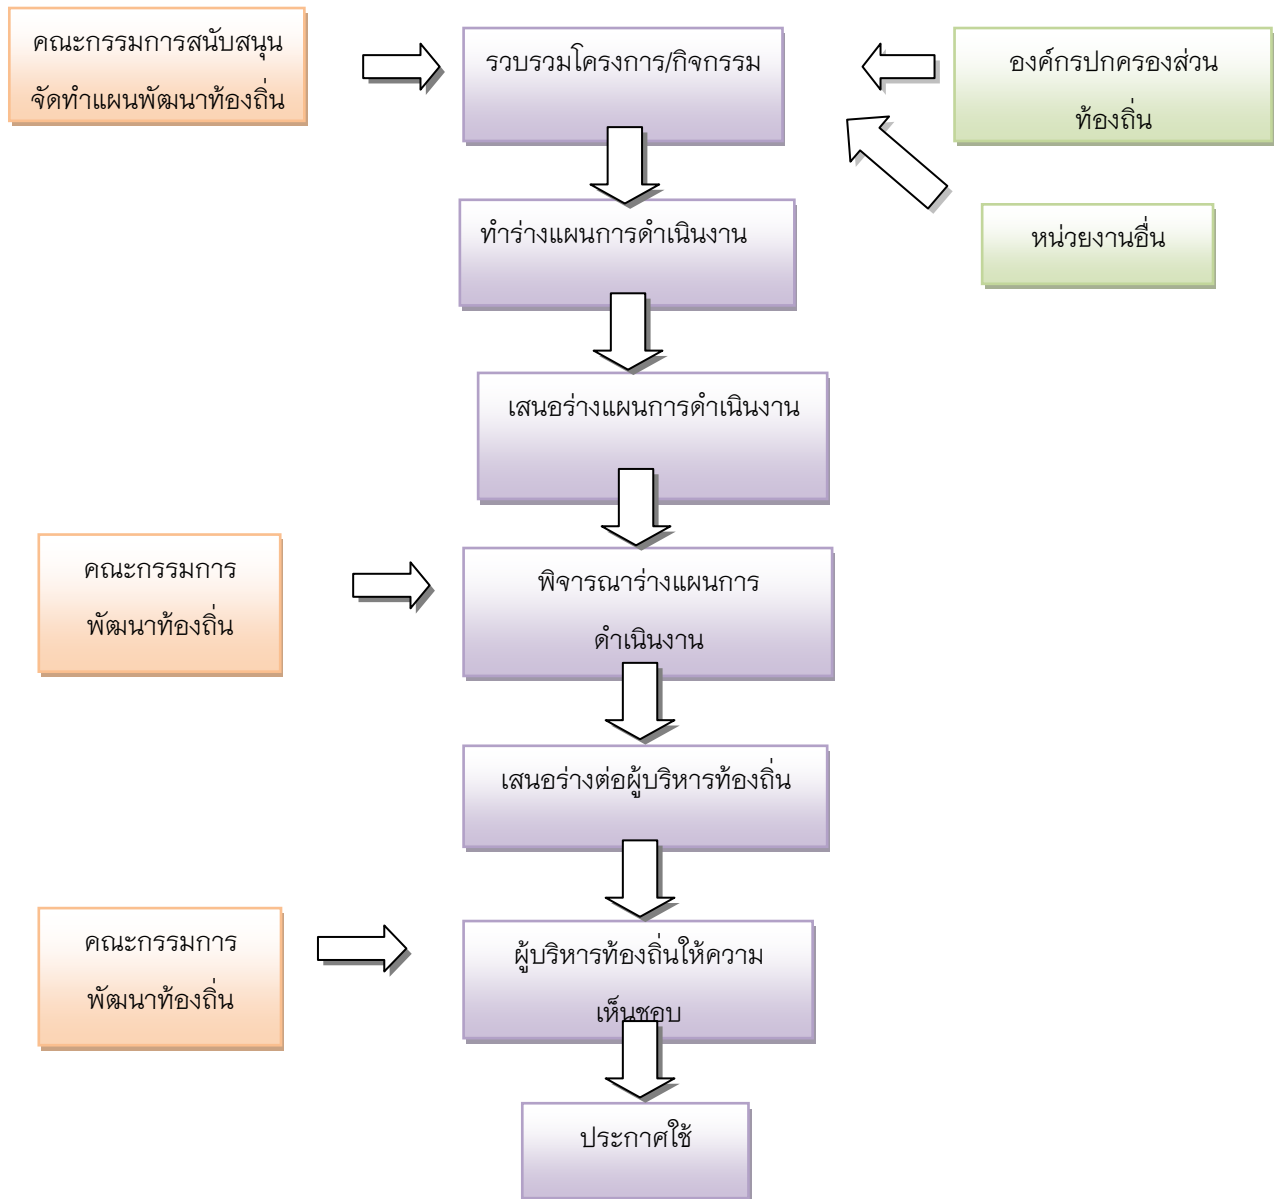 คณะกรรมการสนับสนุน
จัดทำแผนพัฒนาท้องถิ่น
รวบรวมโครงการ/กิจกรรม
องค์กรปกครองส่วน
ท้องถิ่น
หน่วยงานอื่น
ทำร่างแผนการดำเนินงาน
เสนอร่างแผนการดำเนินงาน
คณะกรรมการ
พัฒนาท้องถิ่น
พิจารณาร่างแผนการ
ดำเนินงาน
เสนอร่างต่อผู้บริหารท้องถิ่น
คณะกรรมการ
พัฒนาท้องถิ่น
ผู้บริหารท้องถิ่นให้ความ
เห็นชอบ
ประกาศใช้